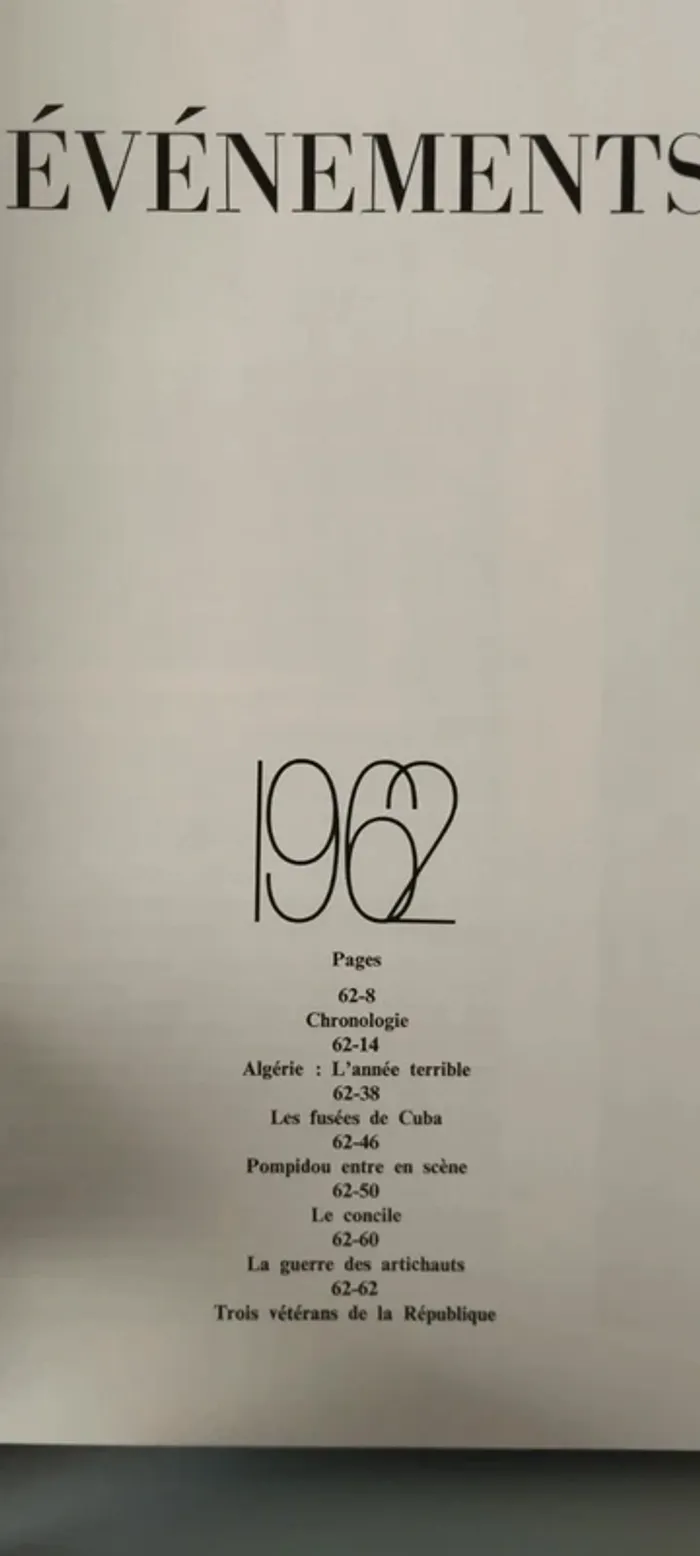 ÉVÉNEMENTS
1962
Pages
62-8
Chronologie
62-14
Algérie : L'année terrible
62-38
Les fusées de Cuba
62-46
Pompidou entre en scène
62-50
Le concile
62-60
La guerre des artichauts
62-62
Trois vétérans de la République